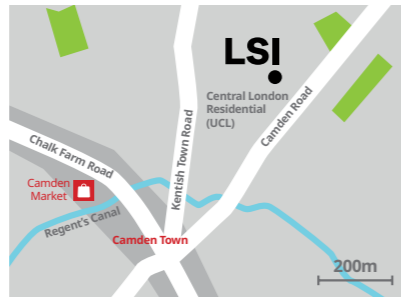 LSI
Central London
Residential
(UCL)
Camden Road
Kentish Town Road
Chalk Farm Road
Camden
Market
Regent's Canal
Camden Town
200m